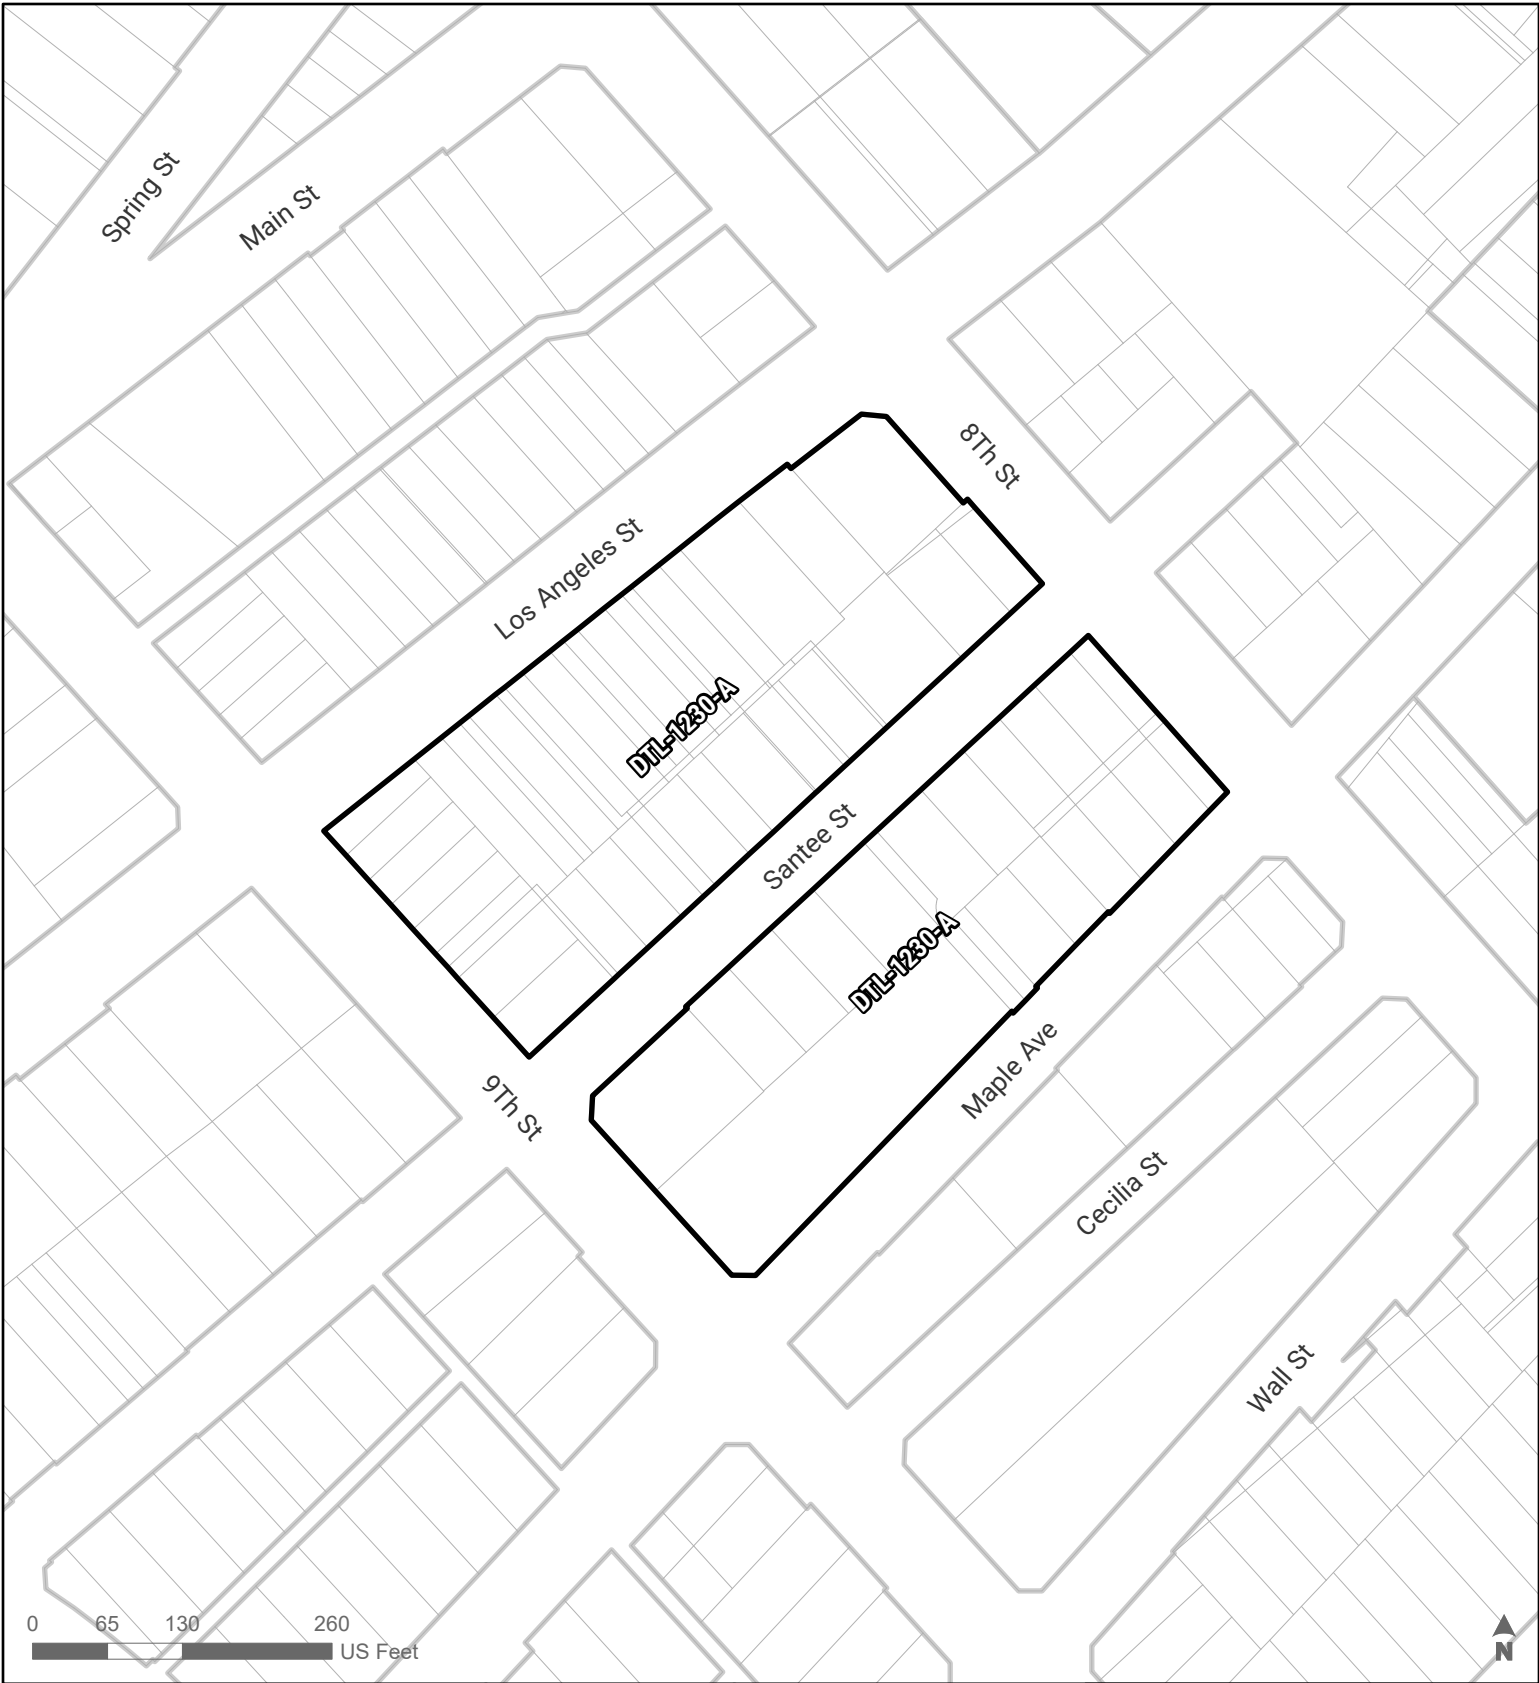 Spring St
Main St
8Th St
Los Angeles St
DTL-1230-A
Santee St
DTL-1230-A
Maple Ave
9Th St
Cecilia St
Wall St
0 65 130 260
US Feet
N